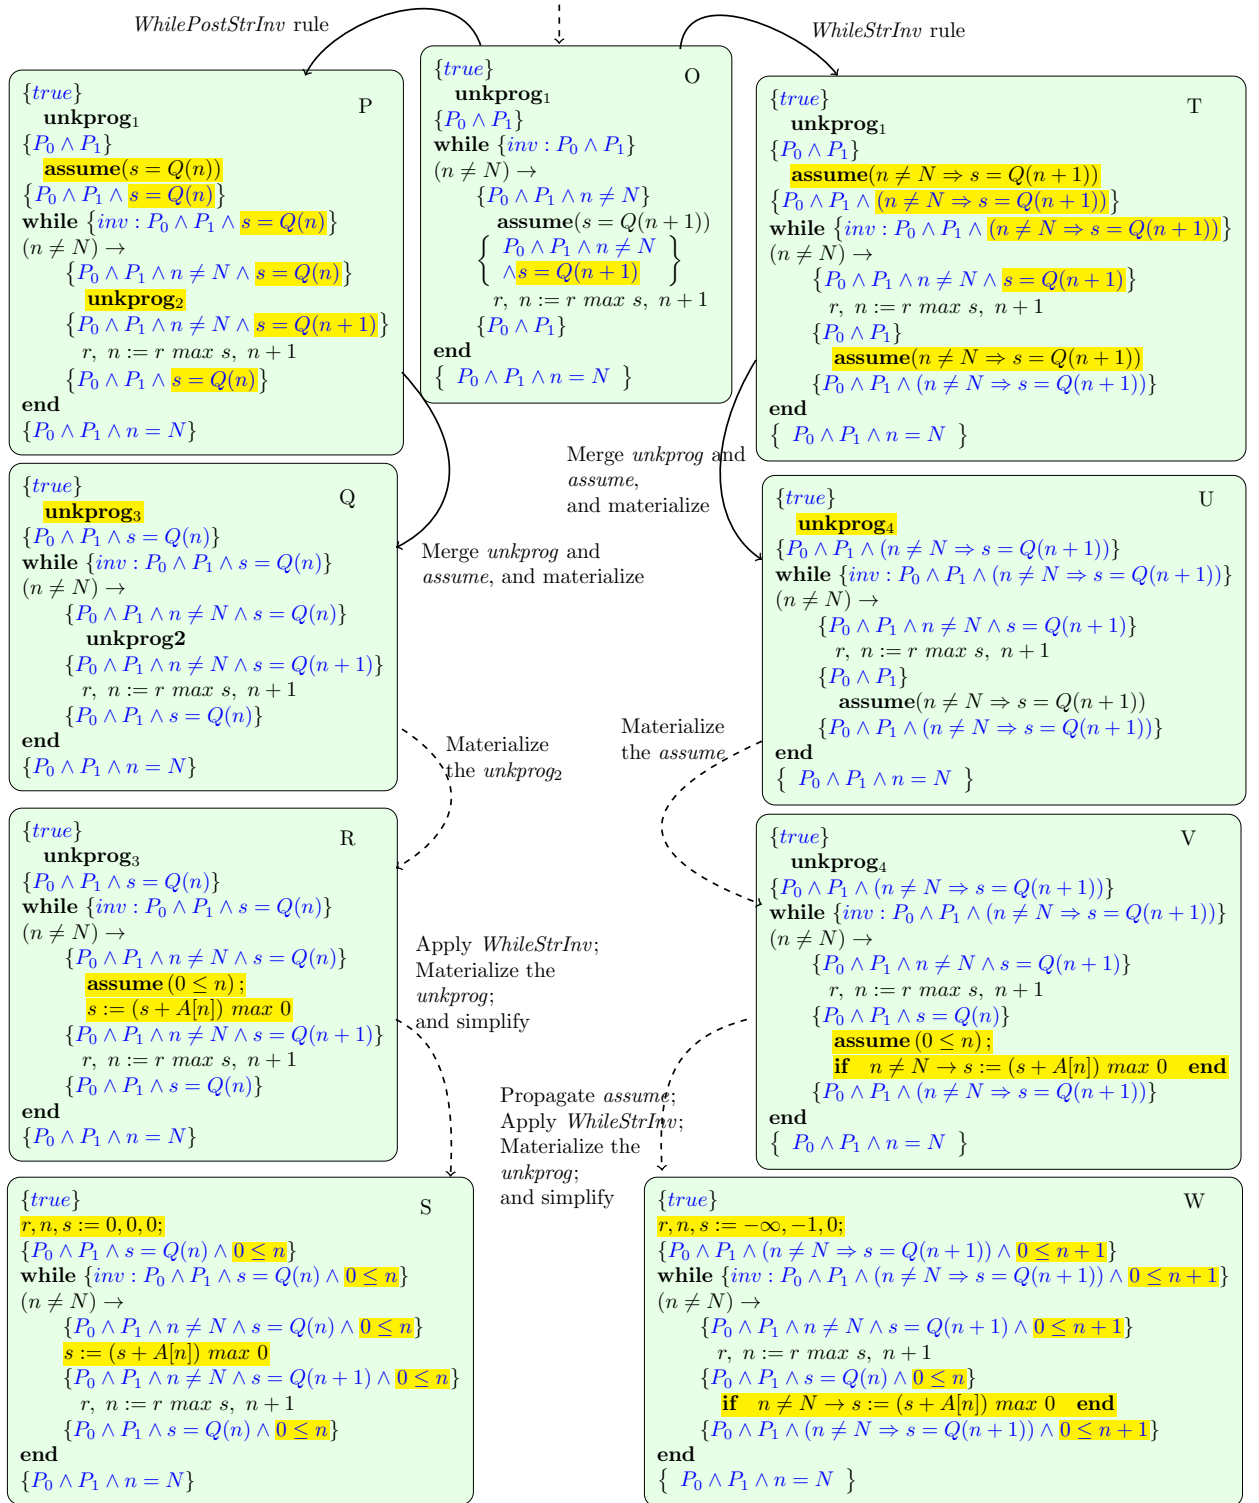 WhilePostStrInv rule
WhileStrInv rule
P
{true}
unkprog₁
{P₀ ∧ P₁}
assume(s = Q(n))
{P₀ ∧ P₁ ∧ s = Q(n)}
while {inv : P₀ ∧ P₁ ∧ s = Q(n)}
(n ≠ N) →
{P₀ ∧ P₁ ∧ n ≠ N ∧ s = Q(n)}
unkprog₂
{P₀ ∧ P₁ ∧ n ≠ N ∧ s = Q(n + 1)}
r, n := r max s, n + 1
{P₀ ∧ P₁ ∧ s = Q(n)}
end
{P₀ ∧ P₁ ∧ n = N}
O
{true}
unkprog₁
{P₀ ∧ P₁}
while {inv : P₀ ∧ P₁}
(n ≠ N) →
{P₀ ∧ P₁ ∧ n ≠ N}
assume(s = Q(n + 1))
{ P₀ ∧ P₁ ∧ n ≠ N
∧s = Q(n + 1) }
r, n := r max s, n + 1
{P₀ ∧ P₁}
end
{ P₀ ∧ P₁ ∧ n = N }
T
{true}
unkprog₁
{P₀ ∧ P₁}
assume(n ≠ N ⇒ s = Q(n + 1))
{P₀ ∧ P₁ ∧ (n ≠ N ⇒ s = Q(n + 1))}
while {inv : P₀ ∧ P₁ ∧ (n ≠ N ⇒ s = Q(n + 1))}
(n ≠ N) →
{P₀ ∧ P₁ ∧ n ≠ N ∧ s = Q(n + 1)}
r, n := r max s, n + 1
{P₀ ∧ P₁}
assume(n ≠ N ⇒ s = Q(n + 1))
{P₀ ∧ P₁ ∧ (n ≠ N ⇒ s = Q(n + 1))}
end
{ P₀ ∧ P₁ ∧ n = N }
Merge unkprog and
assume, and materialize
Merge unkprog and
assume,
and materialize
Q
{true}
unkprog₃
{P₀ ∧ P₁ ∧ s = Q(n)}
while {inv : P₀ ∧ P₁ ∧ s = Q(n)}
(n ≠ N) →
{P₀ ∧ P₁ ∧ n ≠ N ∧ s = Q(n)}
unkprog2
{P₀ ∧ P₁ ∧ n ≠ N ∧ s = Q(n + 1)}
r, n := r max s, n + 1
{P₀ ∧ P₁ ∧ s = Q(n)}
end
{P₀ ∧ P₁ ∧ n = N}
U
{true}
unkprog₄
{P₀ ∧ P₁ ∧ (n ≠ N ⇒ s = Q(n + 1))}
while {inv : P₀ ∧ P₁ ∧ (n ≠ N ⇒ s = Q(n + 1))}
(n ≠ N) →
{P₀ ∧ P₁ ∧ n ≠ N ∧ s = Q(n + 1)}
r, n := r max s, n + 1
{P₀ ∧ P₁}
assume(n ≠ N ⇒ s = Q(n + 1))
{P₀ ∧ P₁ ∧ (n ≠ N ⇒ s = Q(n + 1))}
end
{ P₀ ∧ P₁ ∧ n = N }
Materialize
the unkprog₂
Materialize
the assume
R
{true}
unkprog₃
{P₀ ∧ P₁ ∧ s = Q(n)}
while {inv : P₀ ∧ P₁ ∧ s = Q(n)}
(n ≠ N) →
{P₀ ∧ P₁ ∧ n ≠ N ∧ s = Q(n)}
assume (0 ≤ n) ;
s := (s + A[n]) max 0
{P₀ ∧ P₁ ∧ n ≠ N ∧ s = Q(n + 1)}
r, n := r max s, n + 1
{P₀ ∧ P₁ ∧ s = Q(n)}
end
{P₀ ∧ P₁ ∧ n = N}
V
{true}
unkprog₄
{P₀ ∧ P₁ ∧ (n ≠ N ⇒ s = Q(n + 1))}
while {inv : P₀ ∧ P₁ ∧ (n ≠ N ⇒ s = Q(n + 1))}
(n ≠ N) →
{P₀ ∧ P₁ ∧ n ≠ N ∧ s = Q(n + 1)}
r, n := r max s, n + 1
{P₀ ∧ P₁ ∧ s = Q(n)}
assume (0 ≤ n) ;
if n ≠ N → s := (s + A[n]) max 0 end
{P₀ ∧ P₁ ∧ (n ≠ N ⇒ s = Q(n + 1))}
end
{ P₀ ∧ P₁ ∧ n = N }
Apply WhileStrInv;
Materialize the
unkprog;
and simplify
Propagate assume;
Apply WhileStrInv;
Materialize the
unkprog;
and simplify
S
{true}
r, n, s := 0, 0, 0;
{P₀ ∧ P₁ ∧ s = Q(n) ∧ 0 ≤ n}
while {inv : P₀ ∧ P₁ ∧ s = Q(n) ∧ 0 ≤ n}
(n ≠ N) →
{P₀ ∧ P₁ ∧ n ≠ N ∧ s = Q(n) ∧ 0 ≤ n}
s := (s + A[n]) max 0
{P₀ ∧ P₁ ∧ n ≠ N ∧ s = Q(n + 1) ∧ 0 ≤ n}
r, n := r max s, n + 1
{P₀ ∧ P₁ ∧ s = Q(n) ∧ 0 ≤ n}
end
{P₀ ∧ P₁ ∧ n = N}
W
{true}
r, n, s := −∞, −1, 0;
{P₀ ∧ P₁ ∧ (n ≠ N ⇒ s = Q(n + 1)) ∧ 0 ≤ n + 1}
while {inv : P₀ ∧ P₁ ∧ (n ≠ N ⇒ s = Q(n + 1)) ∧ 0 ≤ n + 1}
(n ≠ N) →
{P₀ ∧ P₁ ∧ n ≠ N ∧ s = Q(n + 1) ∧ 0 ≤ n + 1}
r, n := r max s, n + 1
{P₀ ∧ P₁ ∧ s = Q(n) ∧ 0 ≤ n}
if n ≠ N → s := (s + A[n]) max 0 end
{P₀ ∧ P₁ ∧ (n ≠ N ⇒ s = Q(n + 1)) ∧ 0 ≤ n + 1}
end
{ P₀ ∧ P₁ ∧ n = N }